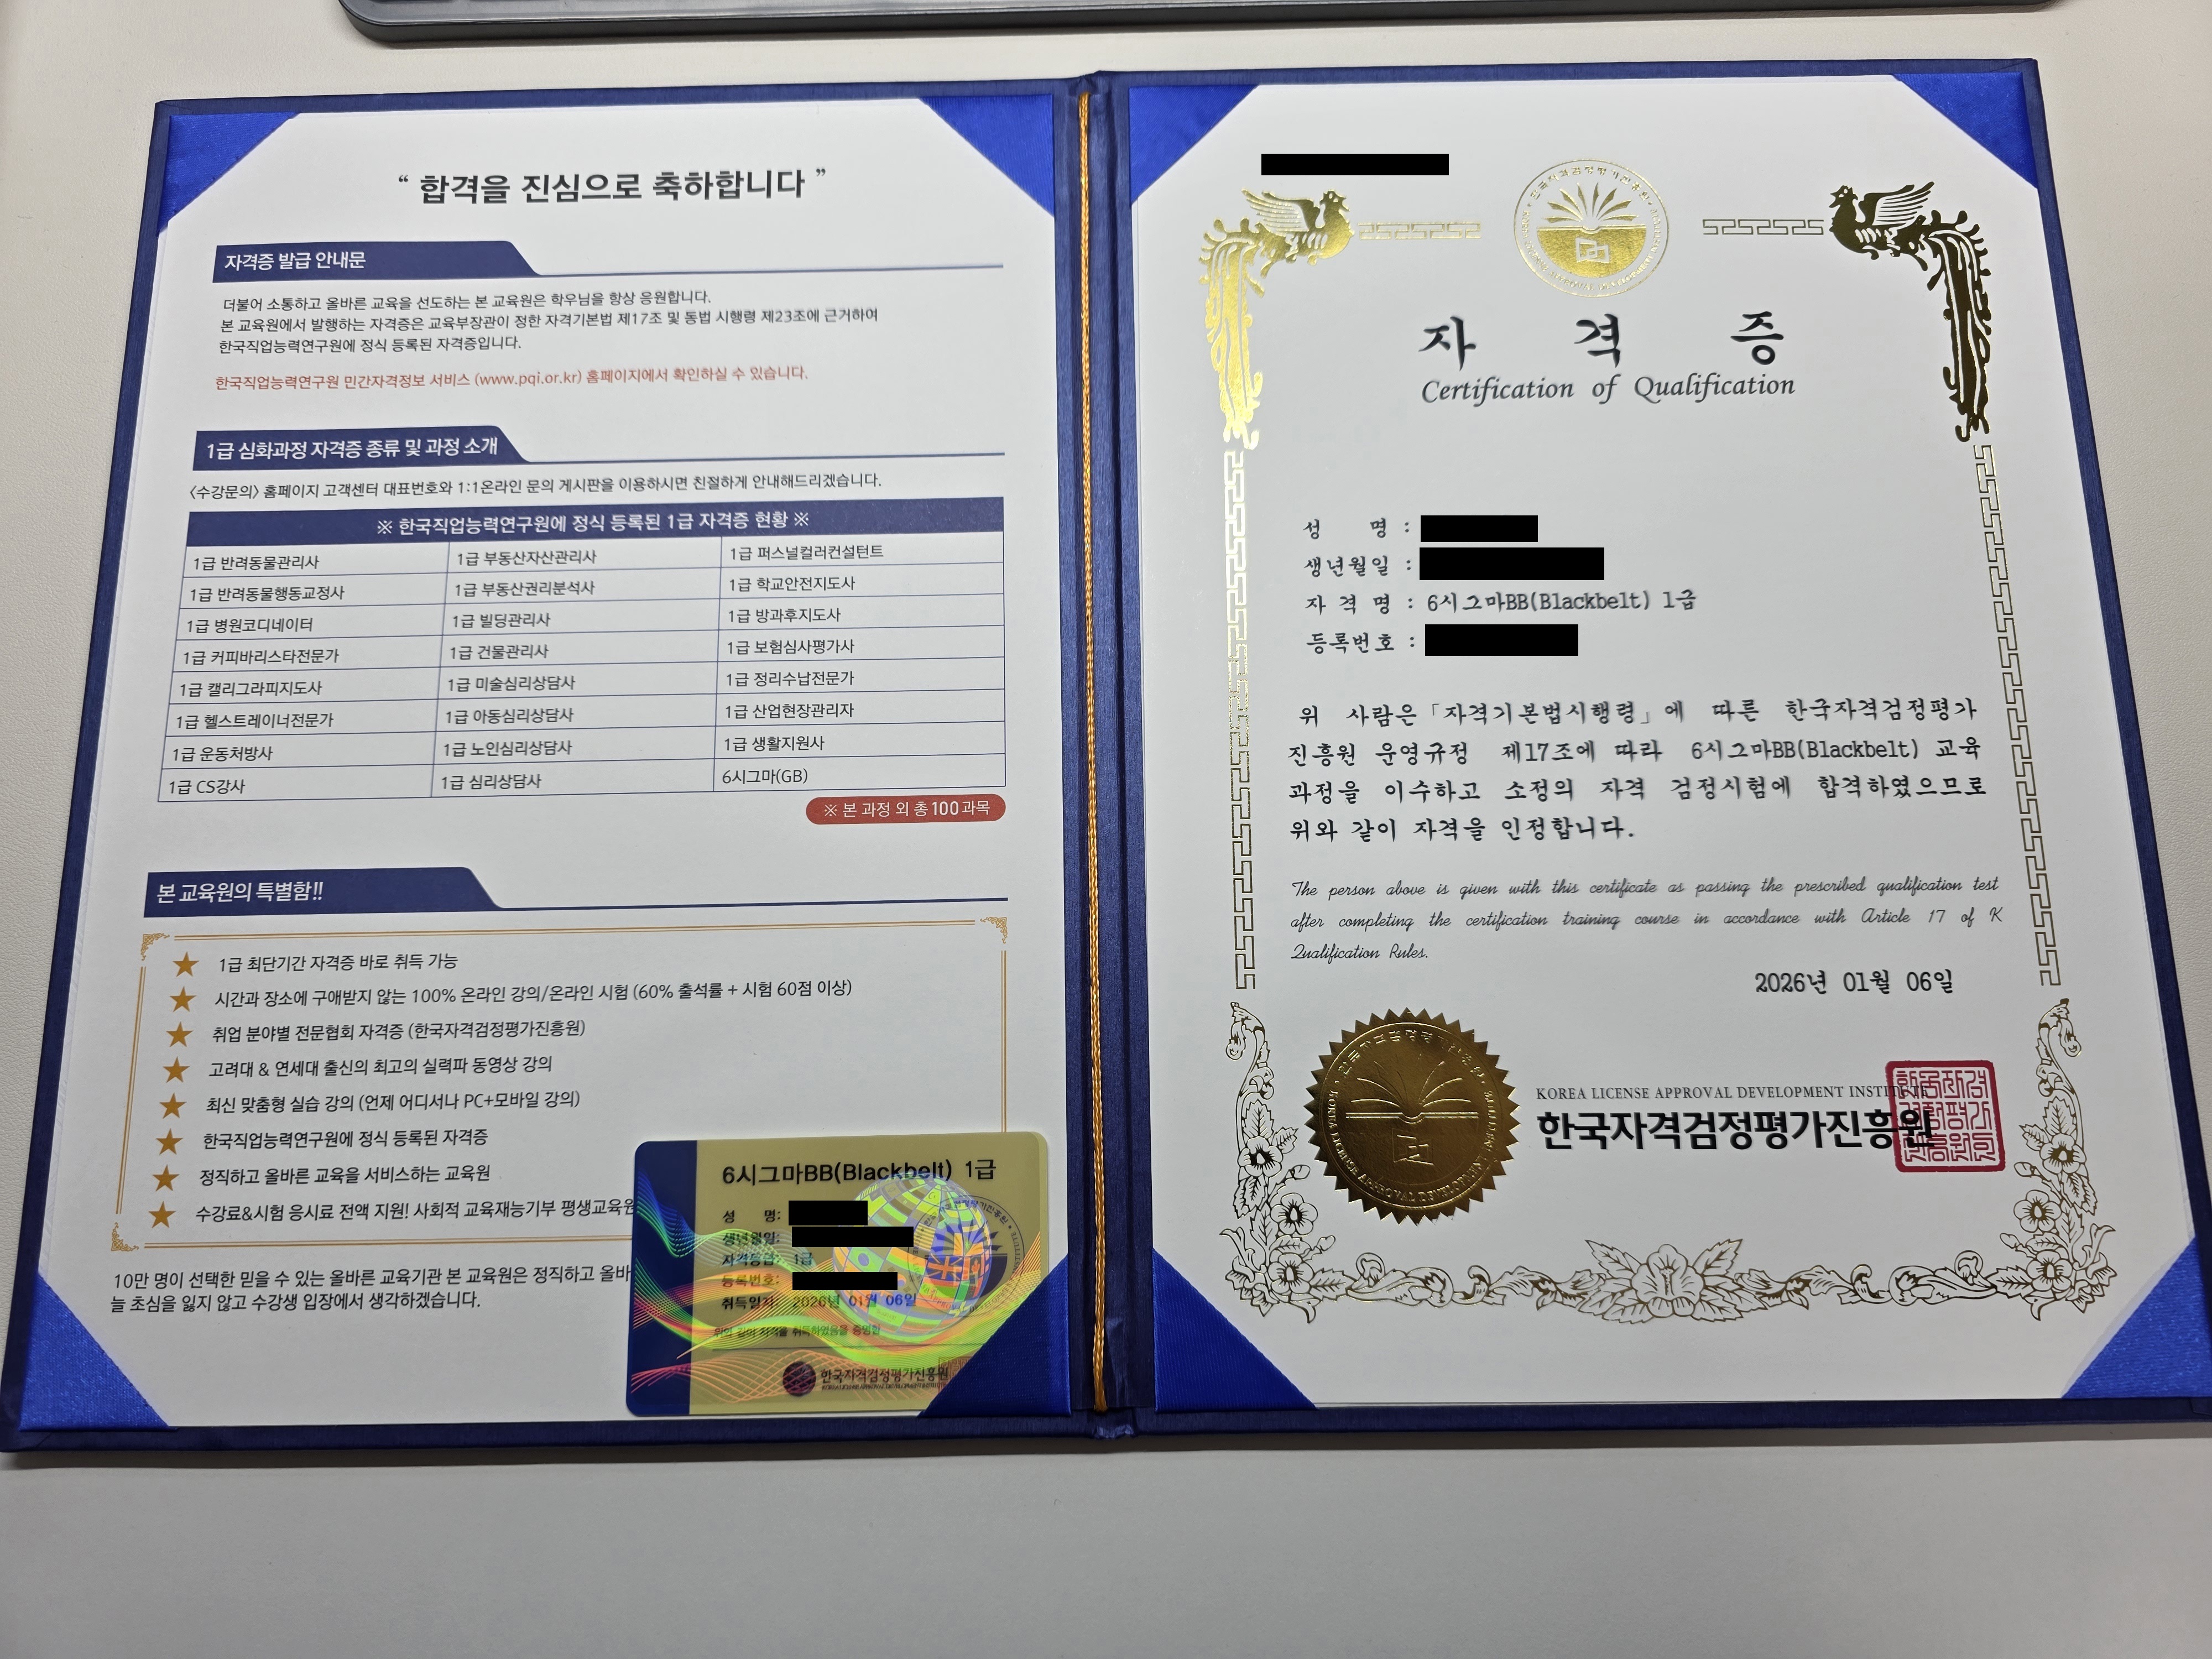 “ 합격을 진심으로 축하합니다 ”
자격증 발급 안내문
더불어 소통하고 올바른 교육을 선도하는 본 교육원은 학우님을 항상 응원합니다.
본 교육원에서 발행하는 자격증은 교육부장관이 정한 자격기본법 제17조 및 동법 시행령 제23조에 근거하여
한국직업능력연구원에 정식 등록된 자격증입니다.
한국직업능력연구원 민간자격정보 서비스 (www.pqi.or.kr) 홈페이지에서 확인하실 수 있습니다.
1급 심화과정 자격증 종류 및 과정 소개
<수강문의> 홈페이지 고객센터 대표번호와 1:1온라인 문의 게시판을 이용하시면 친절하게 안내해드리겠습니다.
※ 한국직업능력연구원에 정식 등록된 1급 자격증 현황 ※
1급 반려동물관리사 1급 부동산자산관리사 1급 퍼스널컬러컨설턴트
1급 반려동물행동교정사 1급 부동산권리분석사 1급 학교안전지도사
1급 병원코디네이터 1급 빌딩관리사 1급 방과후지도사
1급 커피바리스타전문가 1급 건물관리사 1급 보험심사평가사
1급 캘리그라피지도사 1급 미술심리상담사 1급 정리수납전문가
1급 헬스트레이너전문가 1급 아동심리상담사 1급 산업현장관리자
1급 운동처방사 1급 노인심리상담사 1급 생활지원사
1급 CS강사 1급 심리상담사 6시그마(GB)
※ 본 과정 외 총 100과목
본 교육원의 특별함!!
★ 1급 최단기간 자격증 바로 취득 가능
★ 시간과 장소에 구애받지 않는 100% 온라인 강의/온라인 시험 (60% 출석률 + 시험 60점 이상)
★ 취업 분야별 전문협회 자격증 (한국자격검정평가진흥원)
★ 고려대 & 연세대 출신의 최고의 실력파 동영상 강의
★ 최신 맞춤형 실습 강의 (언제 어디서나 PC+모바일 강의)
★ 한국직업능력연구원에 정식 등록된 자격증
★ 정직하고 올바른 교육을 서비스하는 교육원
★ 수강료&시험 응시료 전액 지원! 사회적 교육재능기부 평생교육원
10만 명이 선택한 믿을 수 있는 올바른 교육기관 본 교육원은 정직하고 올바
늘 초심을 잃지 않고 수강생 입장에서 생각하겠습니다.
6시그마BB(Blackbelt) 1급
성 명:
생년월일:
자격등급: 1급
등록번호:
취득일자: 2026년 01월 06일
위와 같이 자격을 취득하였음을 증명함
한국자격검정평가진흥원
자 격 증
Certification of Qualification
성 명 :
생년월일 :
자 격 명 : 6시그마BB(Blackbelt) 1급
등록번호 :
위 사람은「자격기본법시행령」에 따른 한국자격검정평가
진흥원 운영규정 제17조에 따라 6시그마BB(Blackbelt) 교육
과정을 이수하고 소정의 자격 검정시험에 합격하였으므로
위와 같이 자격을 인정합니다.
The person above is given with this certificate as passing the prescribed qualification test
after completing the certification training course in accordance with Article 17 of K
Qualification Rules.
2026년 01월 06일
KOREA LICENSE APPROVAL DEVELOPMENT INSTITUTE
한국자격검정평가진흥원